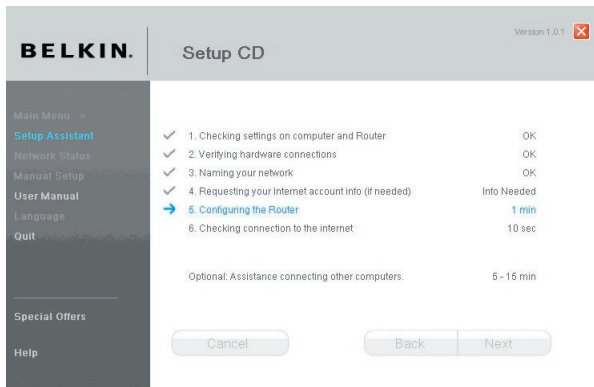 BELKIN.
Setup CD
Version 1.0.1
Main Menu >
Setup Assistant
Network Status
Manual Setup
User Manual
Language
Quit
Special Offers
Help
1. Checking settings on computer and Router OK
2. Verifying hardware connections OK
3. Naming your network OK
4. Requesting your Internet account info (if needed) Info Needed
5. Configuring the Router 1 min
6. Checking connection to the internet 10 sec
Optional: Assistance connecting other computers. 5 - 15 min
Cancel
Back
Next